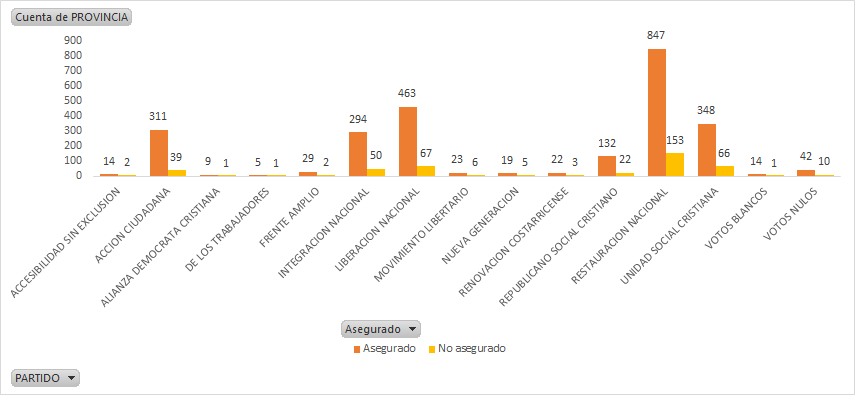 Cuenta de PROVINCIA
900
800
700
600
500
400
300
200
100
0
14 2
311 39
9 1
5 1
29 2
294 50
463 67
23 6
19 5
22 3
132 22
847 153
348 66
14 1
42 10
ACCESIBILIDAD SIN EXCLUSION
ACCION CIUDADANA
ALIANZA DEMOCRATA CRISTIANA
DE LOS TRABAJADORES
FRENTE AMPLIO
INTEGRACION NACIONAL
LIBERACION NACIONAL
MOVIMIENTO LIBERTARIO
NUEVA GENERACION
RENOVACION COSTARRICENSE
REPUBLICANO SOCIAL CRISTIANO
RESTAURACION NACIONAL
UNIDAD SOCIAL CRISTIANA
VOTOS BLANCOS
VOTOS NULOS
Asegurado
Asegurado No asegurado
PARTIDO